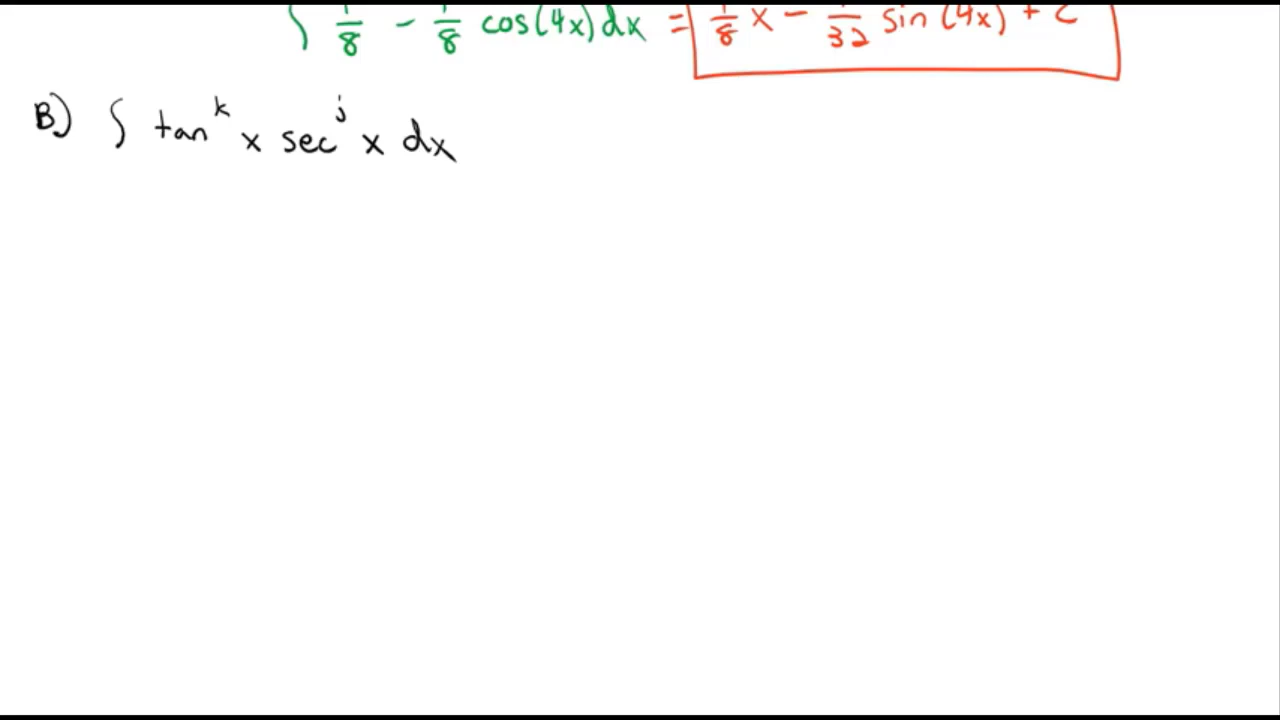 ∫ 1/8 - 1/8 cos(4x) dx = 1/8 x - 1/32 sin(4x) + C
B) ∫ tan^k x sec^j x dx